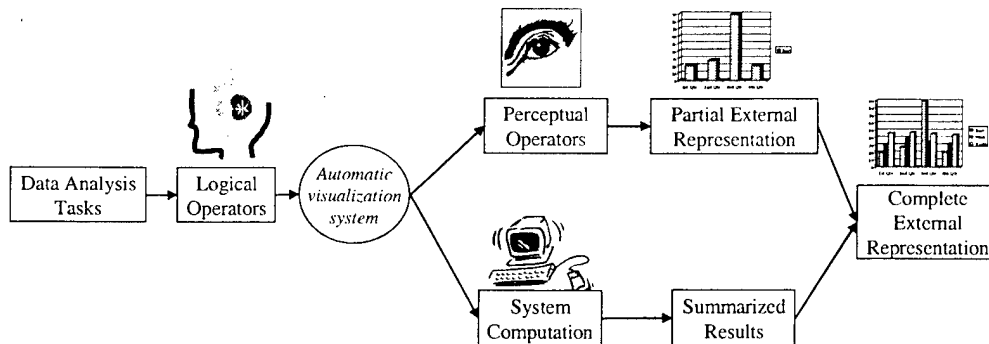 Data Analysis
Tasks
Logical
Operators
Automatic
visualization
system
Perceptual
Operators
Partial External
Representation
System
Computation
Summarized
Results
Complete
External
Representation